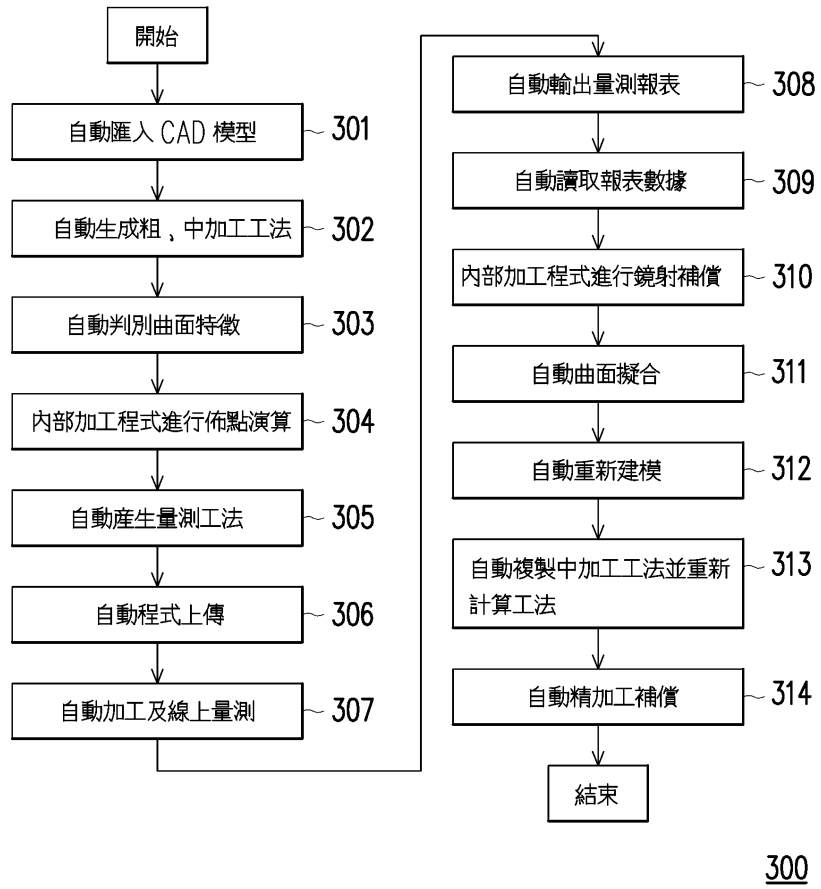 開始
自動匯入 CAD 模型 301
自動生成粗、中加工工法 302
自動判別曲面特徵 303
內部加工程式進行佈點演算 304
自動產生量測工法 305
自動程式上傳 306
自動加工及線上量測 307
自動輸出量測報表 308
自動讀取報表數據 309
內部加工程式進行鏡射補償 310
自動曲面擬合 311
自動重新建模 312
自動複製中加工工法並重新 313
計算工法
自動精加工補償 314
結束
300